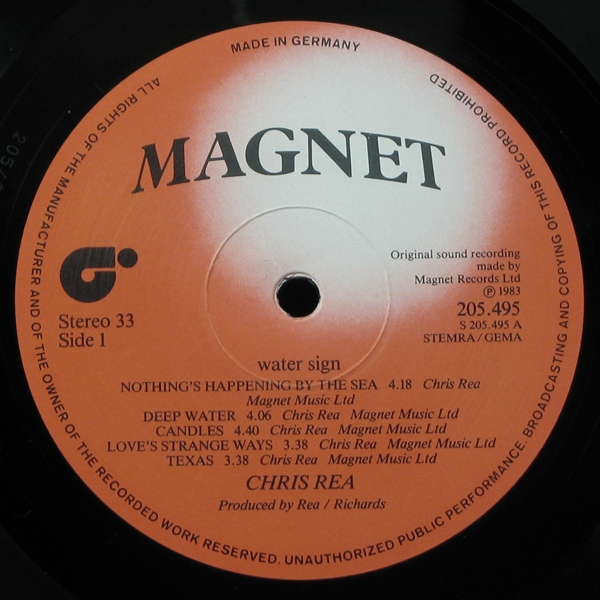 MADE IN GERMANY
ALL RIGHTS OF THE MANUFACTURER AND OF THE OWNER OF THE RECORDED WORK RESERVED. UNAUTHORIZED PUBLIC PERFORMANCE. BROADCASTING AND COPYING OF THIS RECORD PROHIBITED
MAGNET
Original sound recording
made by
Magnet Records Ltd
Ⓟ 1983
205.495
S 205.495 A
STEMRA / GEMA
Stereo 33
Side 1
water sign
NOTHING'S HAPPENING BY THE SEA 4.18 Chris Rea
Magnet Music Ltd
DEEP WATER 4.06 Chris Rea Magnet Music Ltd
CANDLES 4.40 Chris Rea Magnet Music Ltd
LOVE'S STRANGE WAYS 3.38 Chris Rea Magnet Music Ltd
TEXAS 3.38 Chris Rea Magnet Music Ltd
CHRIS REA
Produced by Rea / Richards